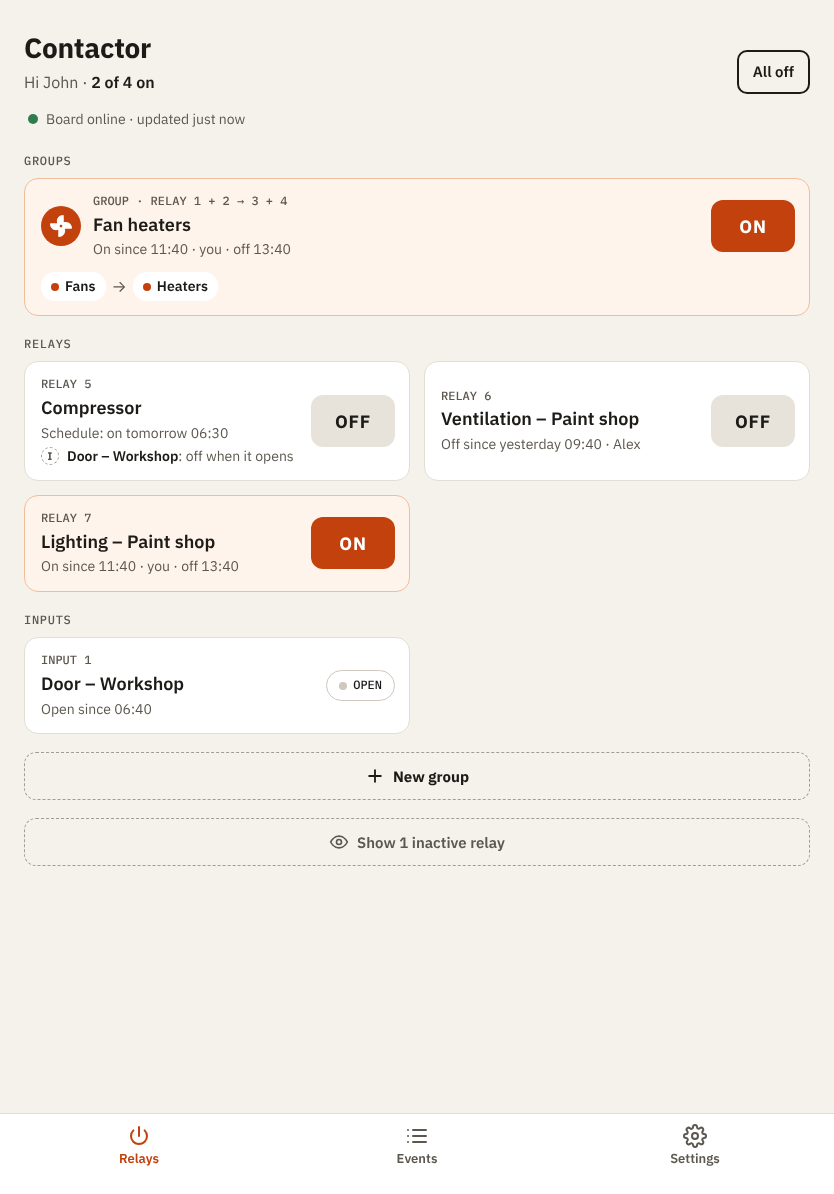 Contactor
Hi John · 2 of 4 on
All off
Board online · updated just now
GROUPS
GROUP · RELAY 1 + 2 → 3 + 4
Fan heaters
On since 11:40 · you · off 13:40
ON
Fans → Heaters
RELAYS
RELAY 5
Compressor
Schedule: on tomorrow 06:30
I Door – Workshop: off when it opens
OFF
RELAY 6
Ventilation – Paint shop
Off since yesterday 09:40 · Alex
OFF
RELAY 7
Lighting – Paint shop
On since 11:40 · you · off 13:40
ON
INPUTS
INPUT 1
Door – Workshop
Open since 06:40
OPEN
New group
Show 1 inactive relay
Relays
Events
Settings